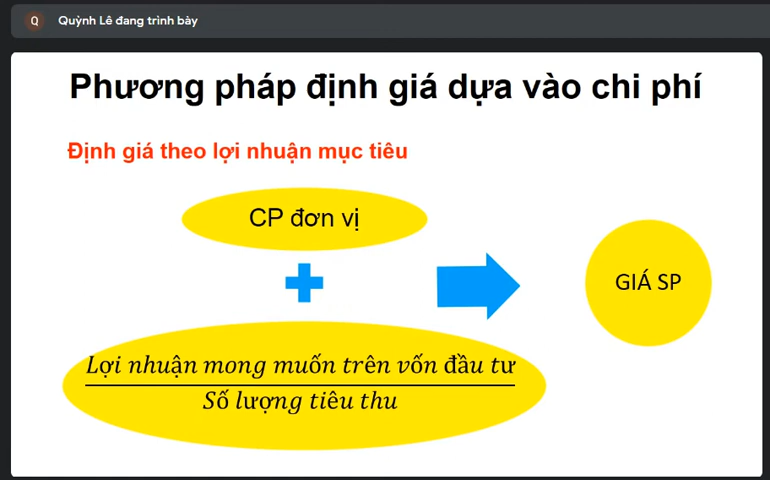 Q
Quỳnh Lê đang trình bày
Phương pháp định giá dựa vào chi phí
Định giá theo lợi nhuận mục tiêu
CP đơn vị
GIÁ SP
Lợi nhuận mong muốn trên vốn đầu tư
Số lượng tiêu thu